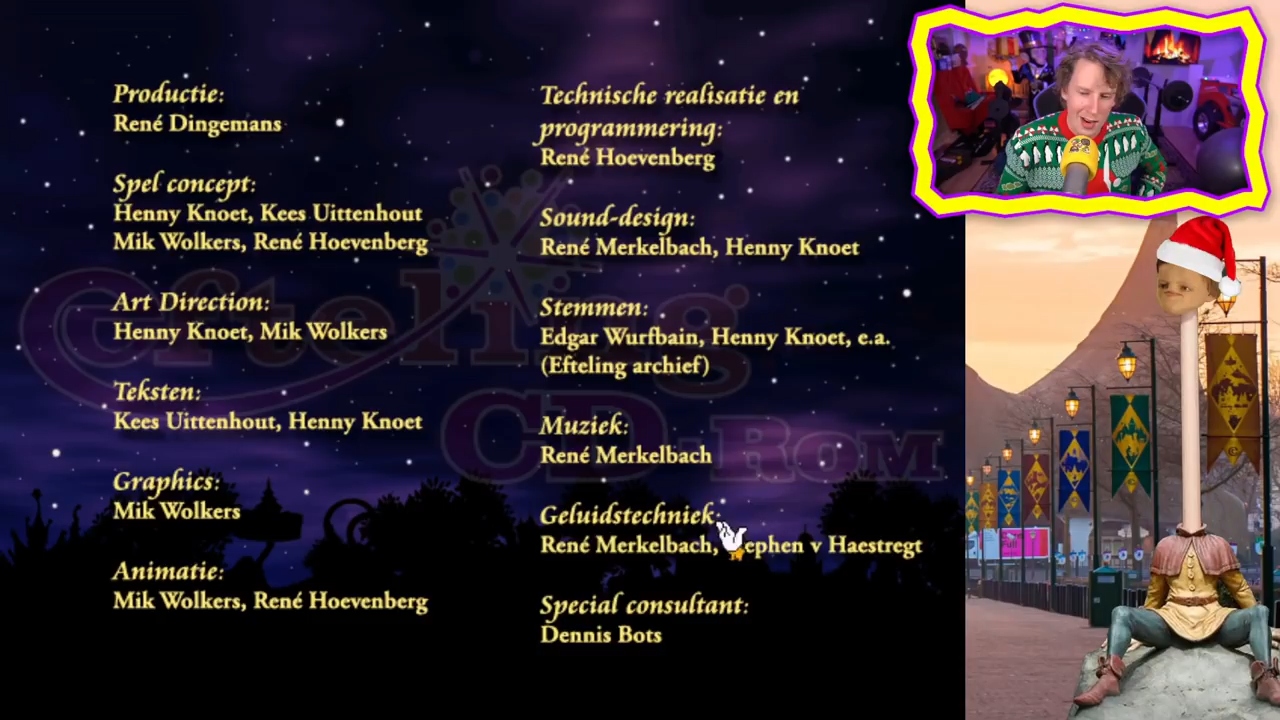 Productie:
René Dingemans
Spel concept:
Henny Knoet, Kees Uittenhout
Mik Wolkers, René Hoevenberg
Art Direction:
Henny Knoet, Mik Wolkers
Teksten:
Kees Uittenhout, Henny Knoet
Graphics:
Mik Wolkers
Animatie:
Mik Wolkers, René Hoevenberg
Technische realisatie en
programmering:
René Hoevenberg
Sound-design:
René Merkelbach, Henny Knoet
Stemmen:
Edgar Wurfbain, Henny Knoet, e.a.
(Efteling archief)
Muziek:
René Merkelbach
Geluidstechniek:
René Merkelbach, ephen v Haestregt
Special consultant:
Dennis Bots
Efteling
CD-ROM